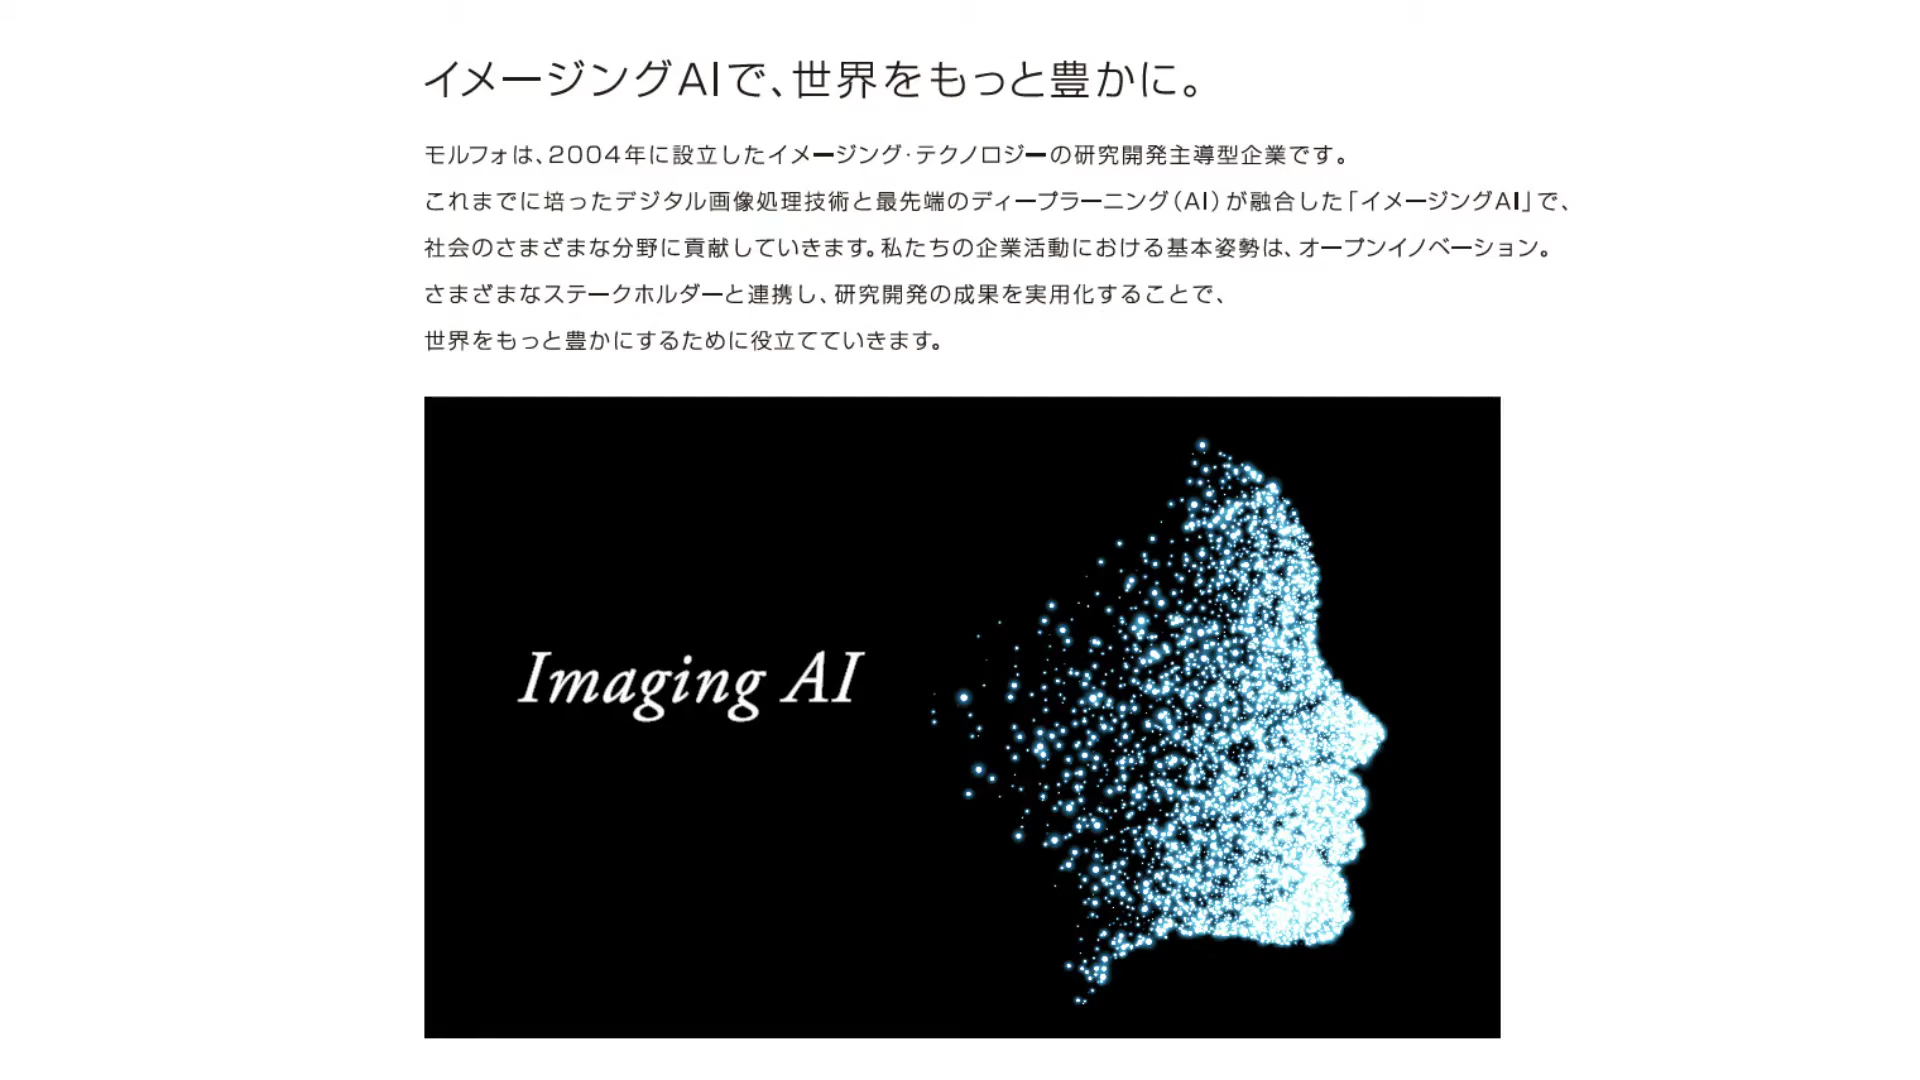 イメージングAIで、世界をもっと豊かに。
モルフォは、2004年に設立したイメージング・テクノロジーの研究開発主導型企業です。
これまでに培ったデジタル画像処理技術と最先端のディープラーニング（AI）が融合した「イメージングAI」で、
社会のさまざまな分野に貢献していきます。私たちの企業活動における基本姿勢は、オープンイノベーション。
さまざまなステークホルダーと連携し、研究開発の成果を実用化することで、
世界をもっと豊かにするために役立てていきます。
Imaging AI